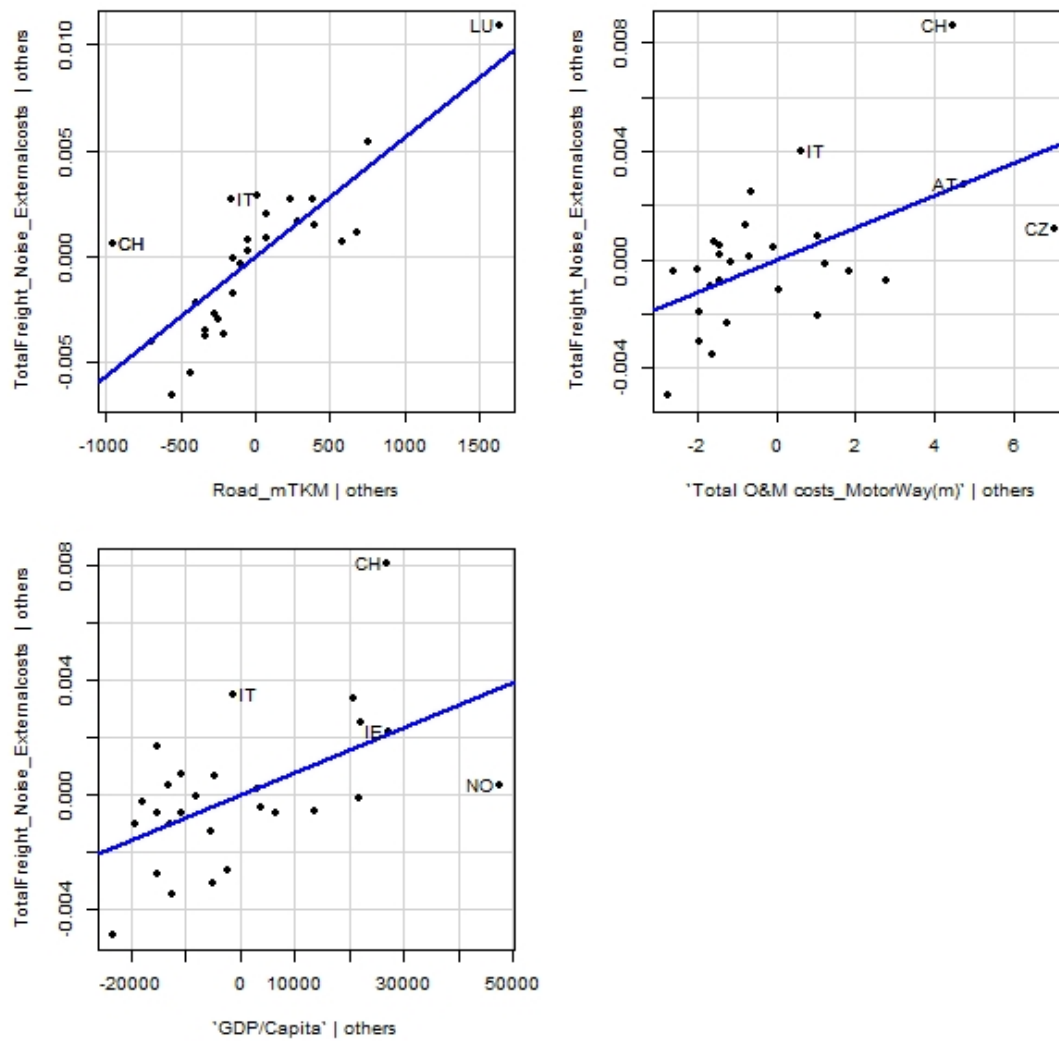 TotalFreight_Noise_Externalcosts | others
0.010
0.005
0.000
-0.005
LU
IT
CH
-1000 -500 0 500 1000 1500
Road_mTKM | others
TotalFreight_Noise_Externalcosts | others
0.008
0.004
0.000
-0.004
CH
IT
AT
CZ
-2 0 2 4 6
`Total O&M costs_MotorWay(m)` | others
TotalFreight_Noise_Externalcosts | others
0.008
0.004
0.000
-0.004
CH
IT
IE
NO
-20000 0 10000 30000 50000
`GDP/Capita` | others